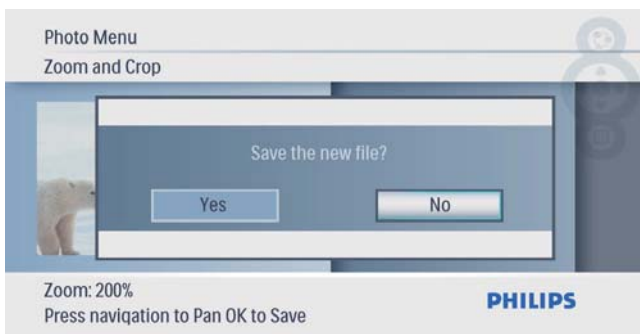 Photo Menu
Zoom and Crop
Save the new file?
Yes No
Zoom: 200%
Press navigation to Pan OK to Save
PHILIPS